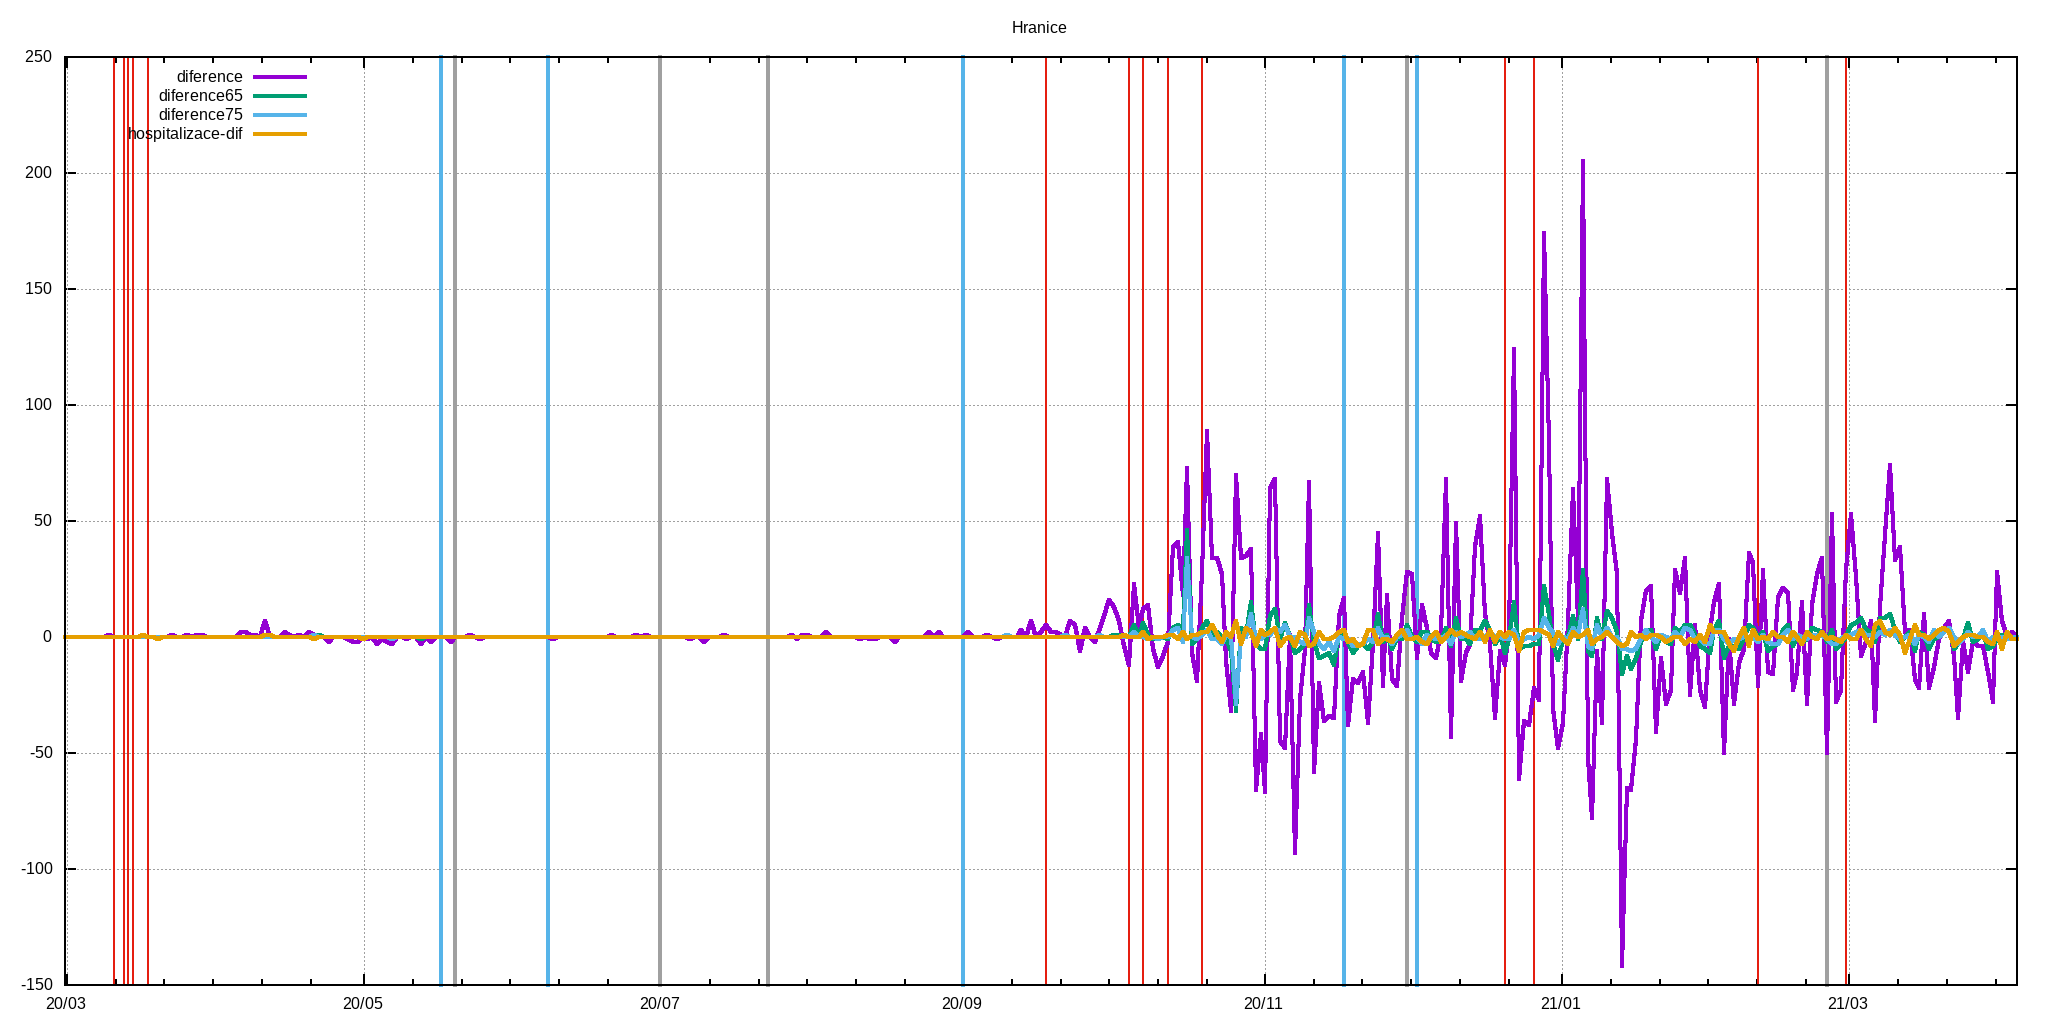 Hranice
250
200
150
100
50
0
-50
-100
-150
diference
diference65
diference75
hospitalizace-dif
20/03 20/05 20/07 20/09 20/11 21/01 21/03